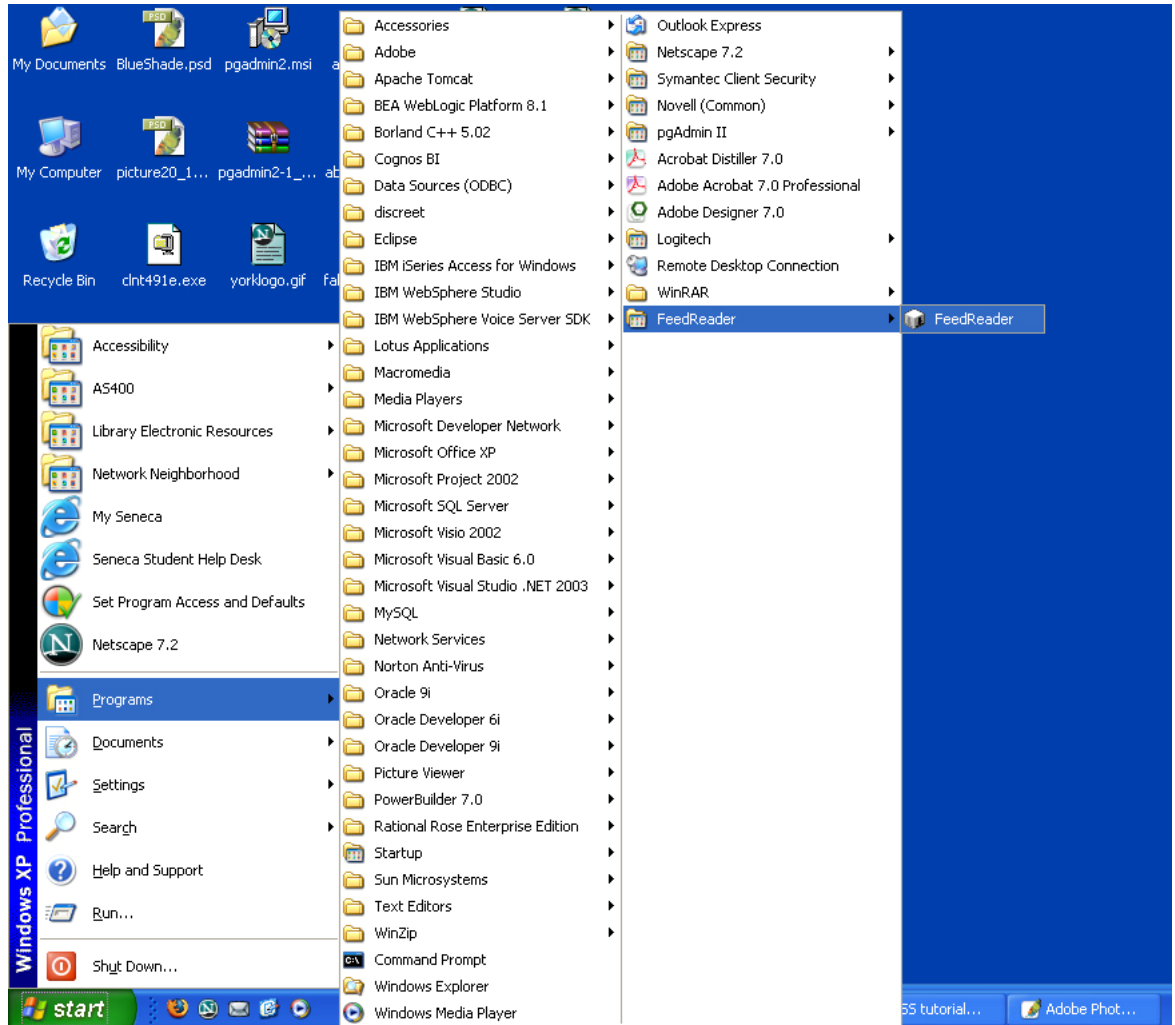 My Documents
BlueShade.psd
pgadmin2.msi
My Computer
picture20_1...
pgadmin2-1_...
Recycle Bin
clnt491e.exe
yorklogo.gif
PSD
PSD
Accessibility
AS400
Library Electronic Resources
Network Neighborhood
My Seneca
Seneca Student Help Desk
Set Program Access and Defaults
Netscape 7.2
Programs
Documents
Settings
Search
Help and Support
Run...
Shut Down...
Windows XP Professional
start
Accessories
Adobe
Apache Tomcat
BEA WebLogic Platform 8.1
Borland C++ 5.02
Cognos BI
Data Sources (ODBC)
discreet
Eclipse
IBM iSeries Access for Windows
IBM WebSphere Studio
IBM WebSphere Voice Server SDK
Lotus Applications
Macromedia
Media Players
Microsoft Developer Network
Microsoft Office XP
Microsoft Project 2002
Microsoft SQL Server
Microsoft Visio 2002
Microsoft Visual Basic 6.0
Microsoft Visual Studio .NET 2003
MySQL
Network Services
Norton Anti-Virus
Oracle 9i
Oracle Developer 6i
Oracle Developer 9i
Picture Viewer
PowerBuilder 7.0
Rational Rose Enterprise Edition
Startup
Sun Microsystems
Text Editors
WinZip
Command Prompt
Windows Explorer
Windows Media Player
Outlook Express
Netscape 7.2
Symantec Client Security
Novell (Common)
pgAdmin II
Acrobat Distiller 7.0
Adobe Acrobat 7.0 Professional
Adobe Designer 7.0
Logitech
Remote Desktop Connection
WinRAR
FeedReader
FeedReader
tutorial...
Adobe Phot...